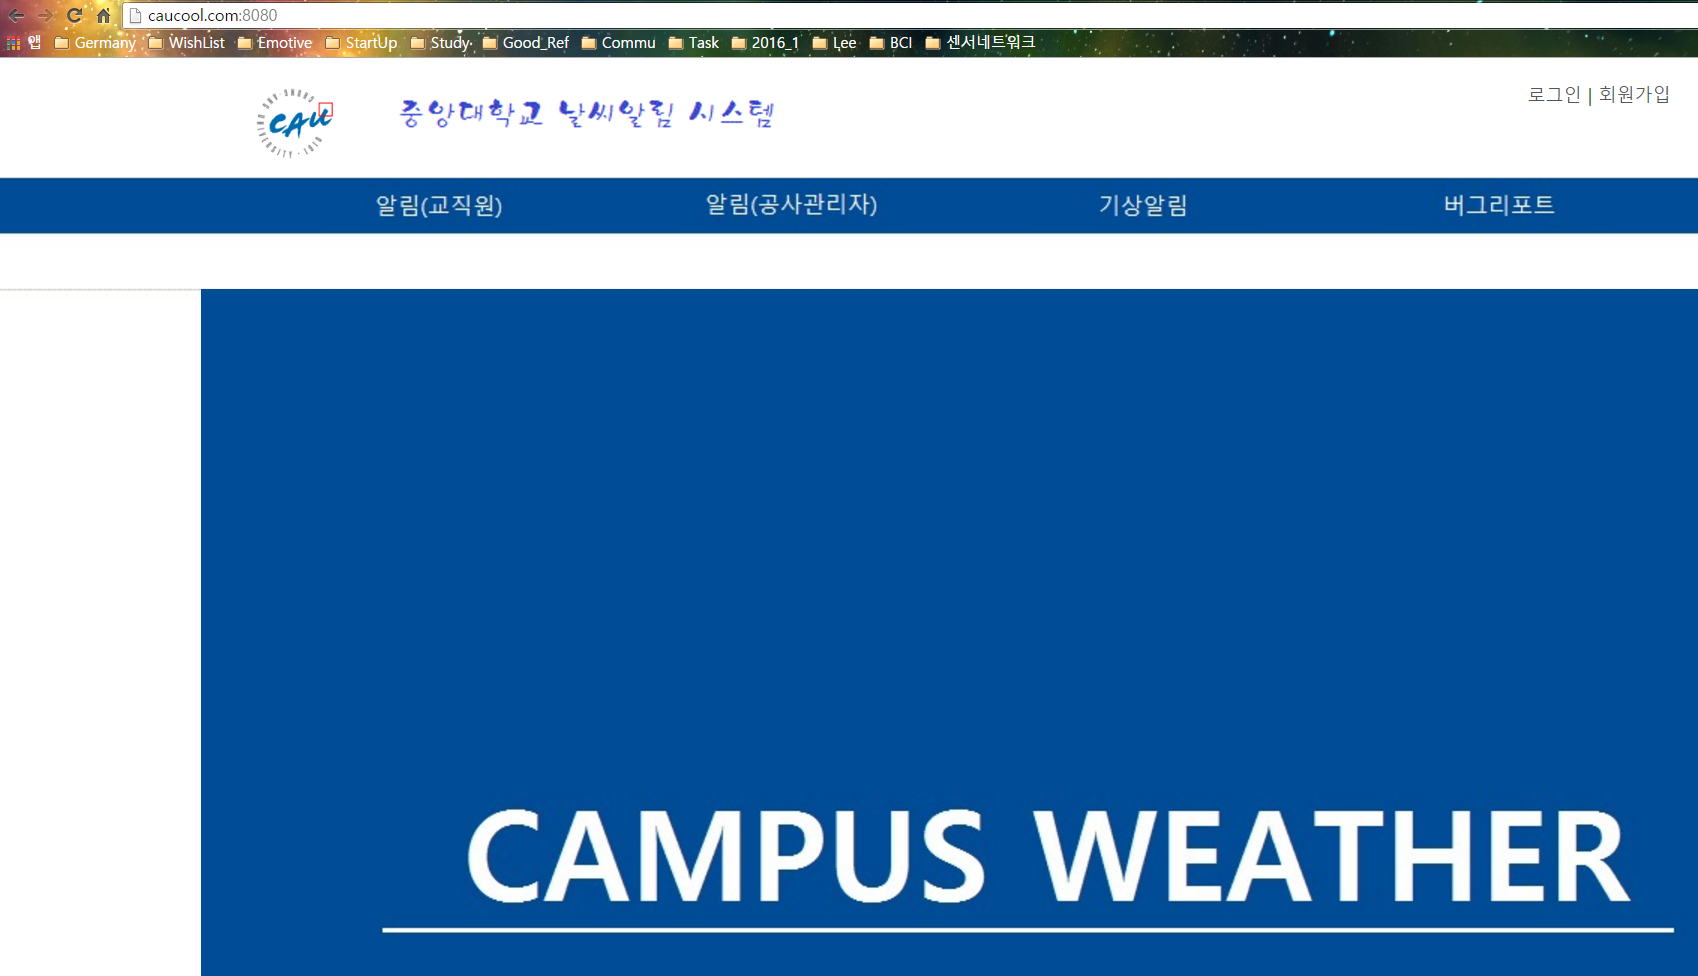 caucool.com:8080
앱 Germany WishList Emotive StartUp Study Good_Ref Commu Task 2016_1 Lee BCI 센서네트워크
CAU 중앙대학교 날씨알림 시스템
로그인 | 회원가입
알림(교직원) 알림(공사관리자) 기상알림 버그리포트
CAMPUS WEATHER